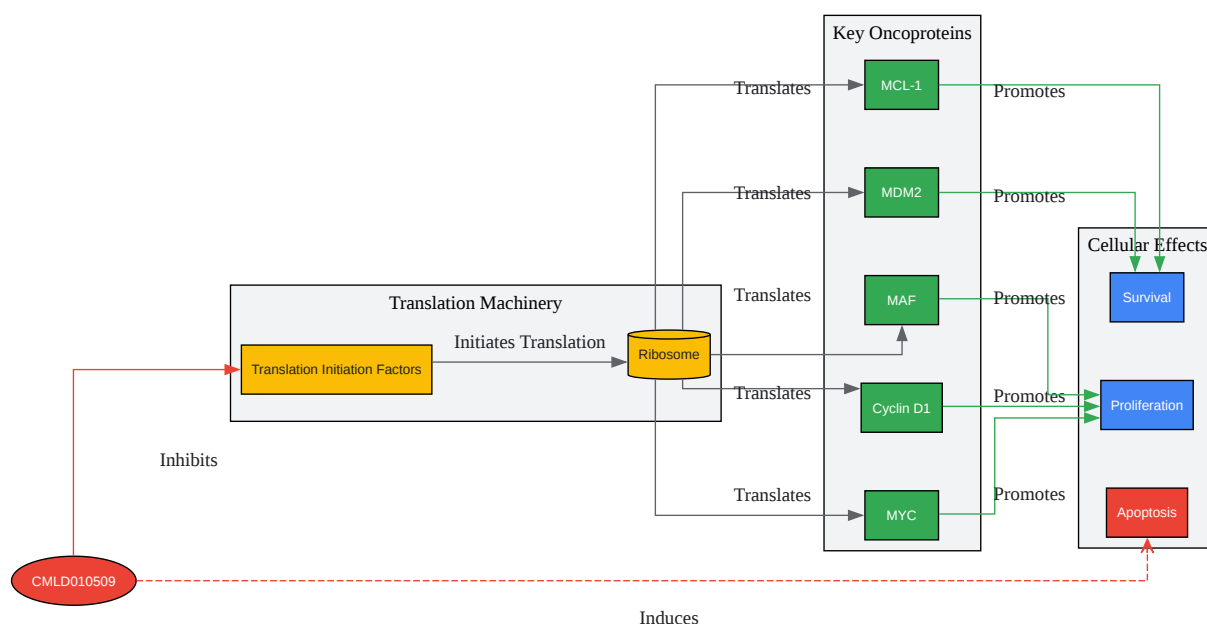 Key Oncoproteins
Translates
MCL-1
Promotes
Translates
MDM2
Promotes
Cellular Effects
Translation Machinery
Translates
MAF
Promotes
Survival
Initiates Translation
Translation Initiation Factors
Ribosome
Translates
Cyclin D1
Promotes
Proliferation
Inhibits
Translates
MYC
Promotes
Apoptosis
CMLD010509
Induces